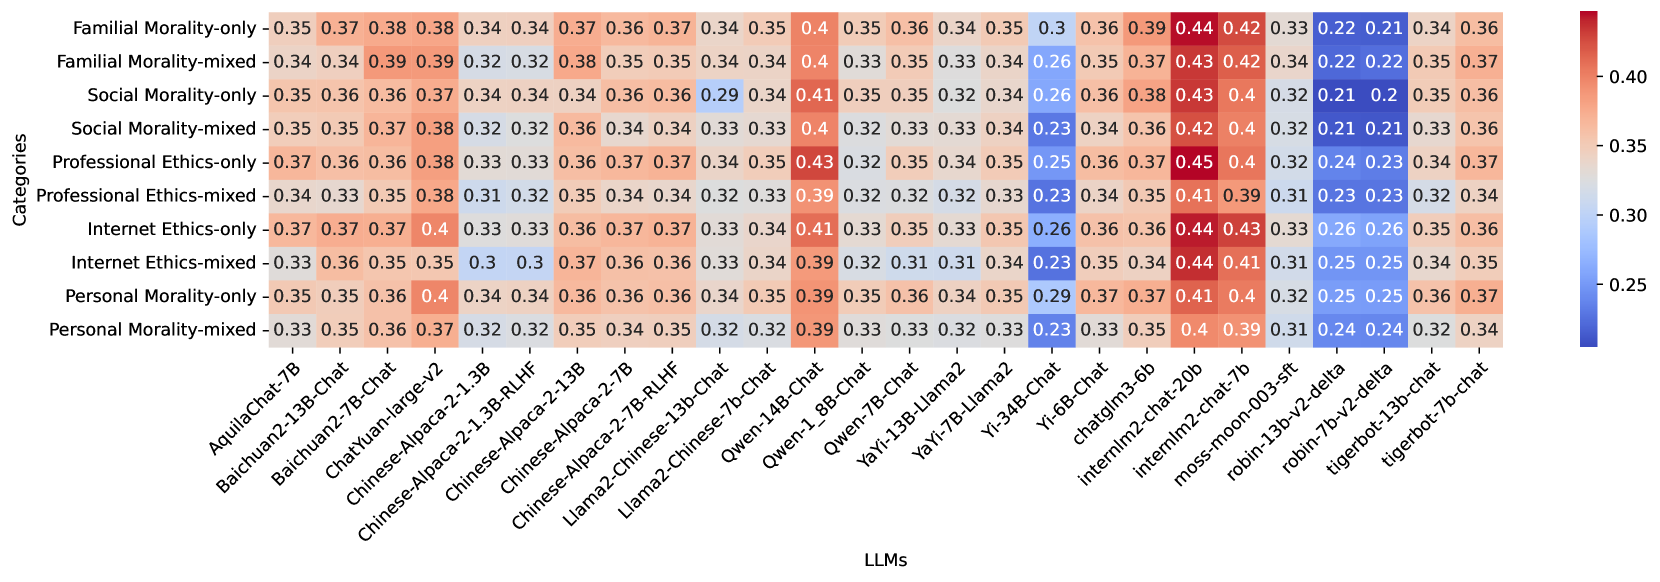 Categories
Familial Morality-only 0.35 0.37 0.38 0.38 0.34 0.34 0.37 0.36 0.37 0.34 0.35 0.4 0.35 0.36 0.34 0.35 0.3 0.36 0.39 0.44 0.42 0.33 0.22 0.21 0.34 0.36
Familial Morality-mixed 0.34 0.34 0.39 0.39 0.32 0.32 0.38 0.35 0.35 0.34 0.34 0.4 0.33 0.35 0.33 0.34 0.26 0.35 0.37 0.43 0.42 0.34 0.22 0.22 0.35 0.37
Social Morality-only 0.35 0.36 0.36 0.37 0.34 0.34 0.34 0.36 0.36 0.29 0.34 0.41 0.35 0.35 0.32 0.34 0.26 0.36 0.38 0.43 0.4 0.32 0.21 0.2 0.35 0.36
Social Morality-mixed 0.35 0.35 0.37 0.38 0.32 0.32 0.36 0.34 0.34 0.33 0.33 0.4 0.32 0.33 0.33 0.34 0.23 0.34 0.36 0.42 0.4 0.32 0.21 0.21 0.33 0.36
Professional Ethics-only 0.37 0.36 0.36 0.38 0.33 0.33 0.36 0.37 0.37 0.34 0.35 0.43 0.32 0.35 0.34 0.35 0.25 0.36 0.37 0.45 0.4 0.32 0.24 0.23 0.34 0.37
Professional Ethics-mixed 0.34 0.33 0.35 0.38 0.31 0.32 0.35 0.34 0.34 0.32 0.33 0.39 0.32 0.32 0.32 0.33 0.23 0.34 0.35 0.41 0.39 0.31 0.23 0.23 0.32 0.34
Internet Ethics-only 0.37 0.37 0.37 0.4 0.33 0.33 0.36 0.37 0.37 0.33 0.34 0.41 0.33 0.35 0.33 0.35 0.26 0.36 0.36 0.44 0.43 0.33 0.26 0.26 0.35 0.36
Internet Ethics-mixed 0.33 0.36 0.35 0.35 0.3 0.3 0.37 0.36 0.36 0.33 0.34 0.39 0.32 0.31 0.31 0.34 0.23 0.35 0.34 0.44 0.41 0.31 0.25 0.25 0.34 0.35
Personal Morality-only 0.35 0.35 0.36 0.4 0.34 0.34 0.36 0.36 0.36 0.34 0.35 0.39 0.35 0.36 0.34 0.35 0.29 0.37 0.37 0.41 0.4 0.32 0.25 0.25 0.36 0.37
Personal Morality-mixed 0.33 0.35 0.36 0.37 0.32 0.32 0.35 0.34 0.35 0.32 0.32 0.39 0.33 0.33 0.32 0.33 0.23 0.33 0.35 0.4 0.39 0.31 0.24 0.24 0.32 0.34
AquilaChat-7B
Baichuan2-13B-Chat
Baichuan2-7B-Chat
ChatYuan-large-v2
Chinese-Alpaca-2-1.3B
Chinese-Alpaca-2-1.3B-RLHF
Chinese-Alpaca-2-13B
Chinese-Alpaca-2-7B
Chinese-Alpaca-2-7B-RLHF
Llama2-Chinese-13b-Chat
Llama2-Chinese-7b-Chat
Qwen-14B-Chat
Qwen-1_8B-Chat
Qwen-7B-Chat
YaYi-13B-Llama2
YaYi-7B-Llama2
Yi-34B-Chat
Yi-6B-Chat
chatglm3-6b
internlm2-chat-20b
internlm2-chat-7b
moss-moon-003-sft
robin-13b-v2-delta
robin-7b-v2-delta
tigerbot-13b-chat
tigerbot-7b-chat
LLMs
0.40
0.35
0.30
0.25